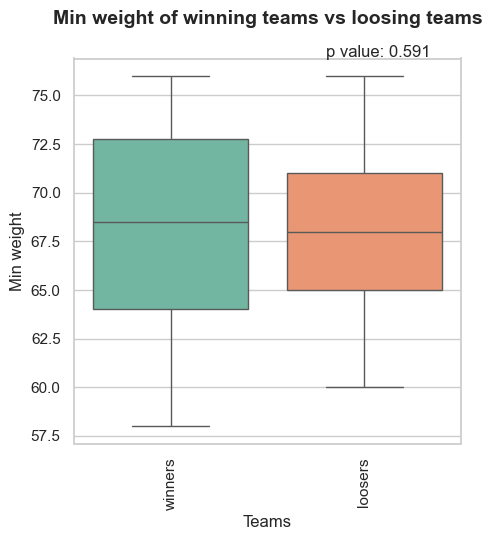 Min weight of winning teams vs loosing teams
p value: 0.591
75.0
72.5
70.0
67.5
65.0
62.5
60.0
57.5
Min weight
winners
loosers
Teams